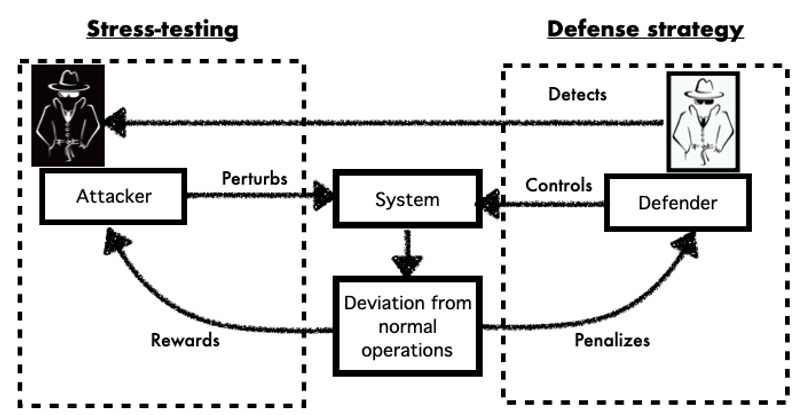 Stress-testing
Defense strategy
Detects
Perturbs
Controls
Attacker
System
Defender
Deviation from
normal
operations
Rewards
Penalizes